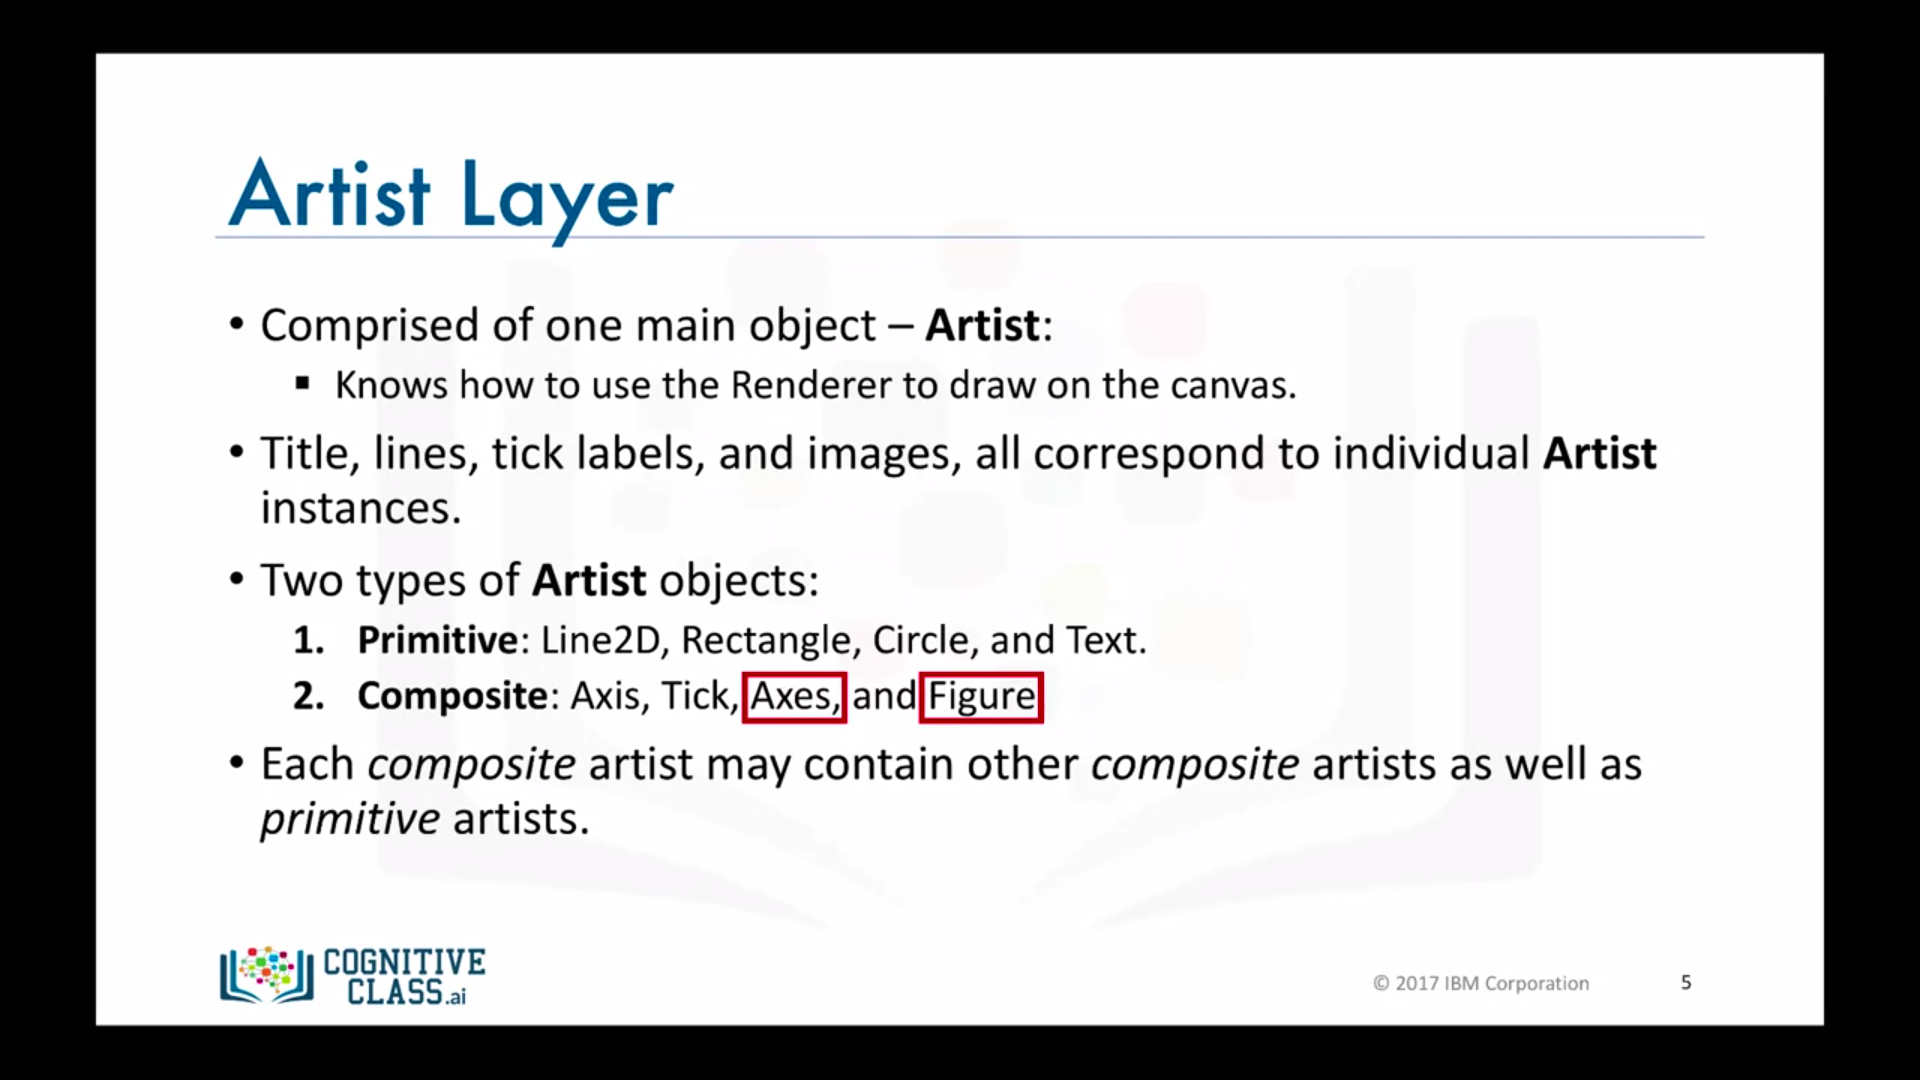 Artist Layer
• Comprised of one main object – Artist:
▪ Knows how to use the Renderer to draw on the canvas.
• Title, lines, tick labels, and images, all correspond to individual Artist
instances.
• Two types of Artist objects:
1. Primitive: Line2D, Rectangle, Circle, and Text.
2. Composite: Axis, Tick, Axes, and Figure
• Each composite artist may contain other composite artists as well as
primitive artists.
COGNITIVE
CLASS.ai
© 2017 IBM Corporation 5